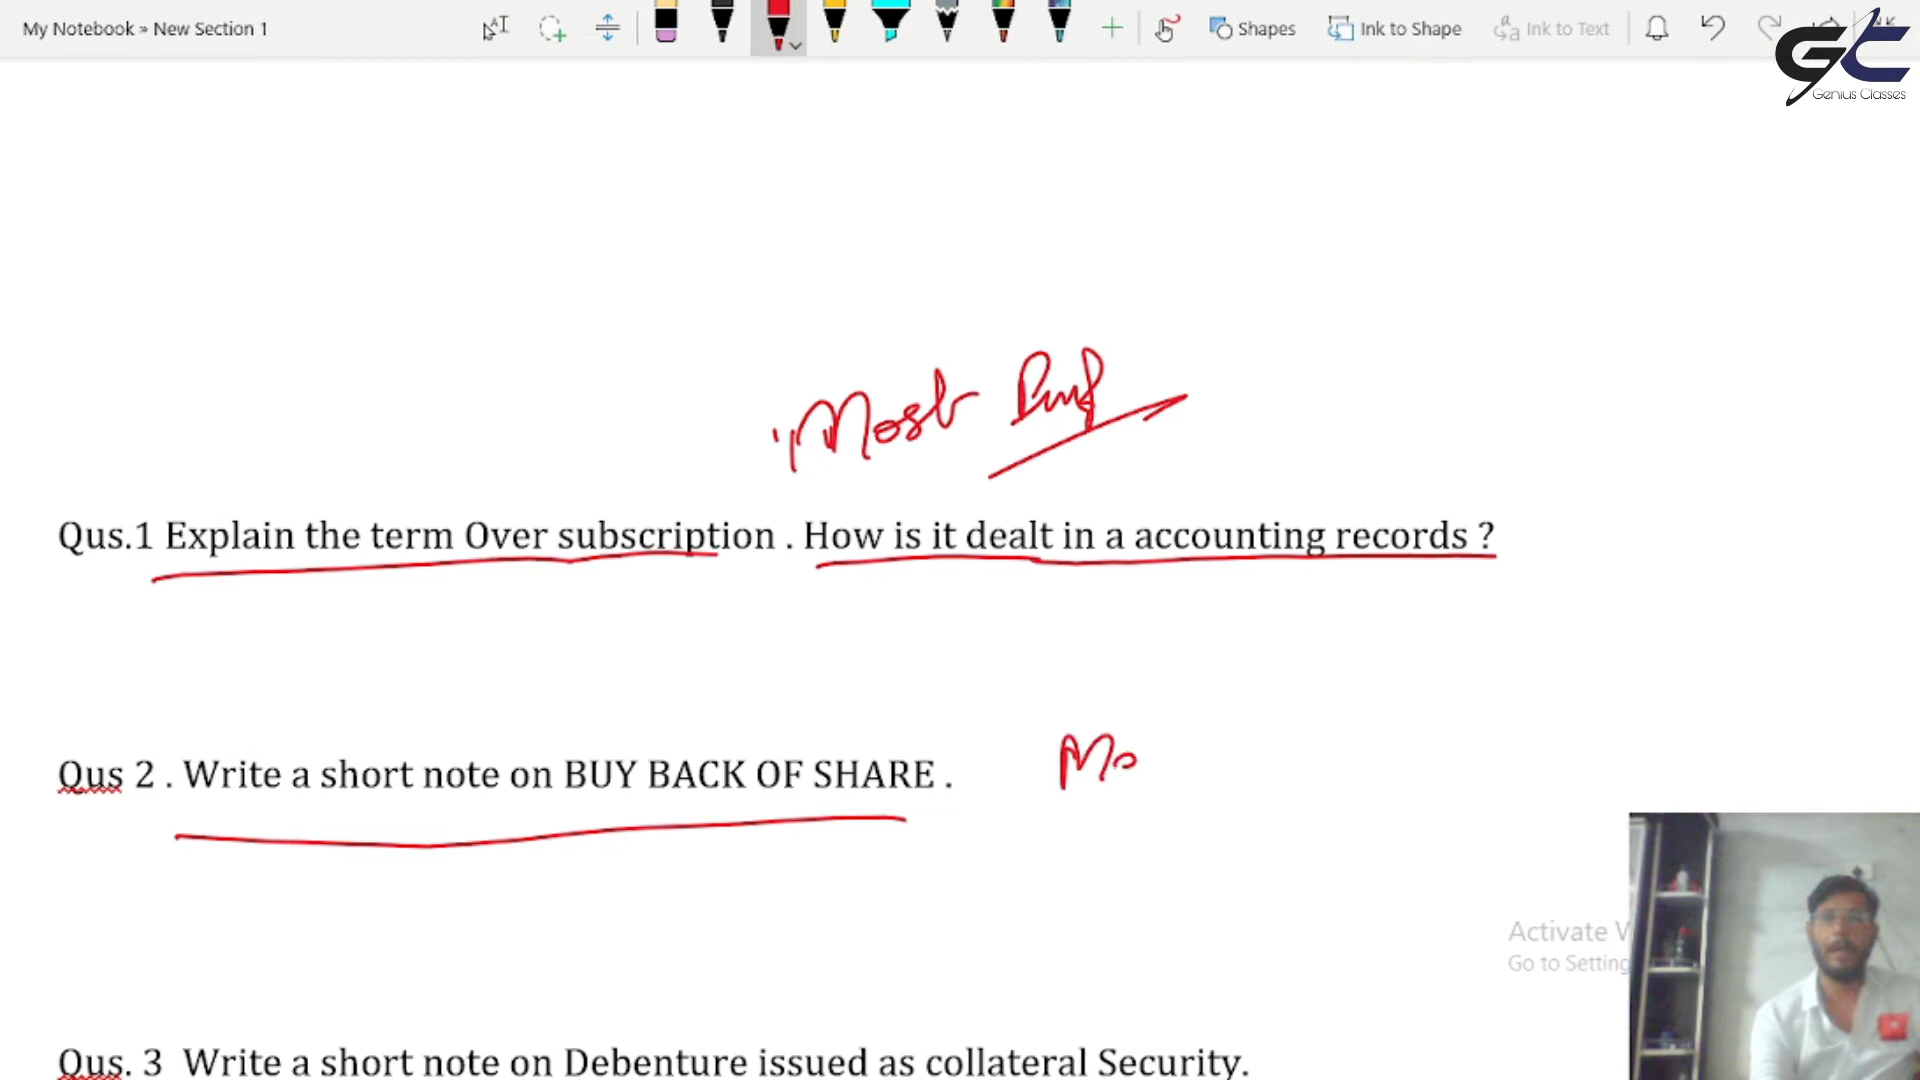 My Notebook » New Section 1
Shapes
Ink to Shape
Ink to Text
GC
Genius Classes
Most
Qus.1 Explain the term Over subscription . How is it dealt in a accounting records ?
Qus 2 . Write a short note on BUY BACK OF SHARE .
Mo
Activate
Go to Setting
Qus. 3 Write a short note on Debenture issued as collateral Security.